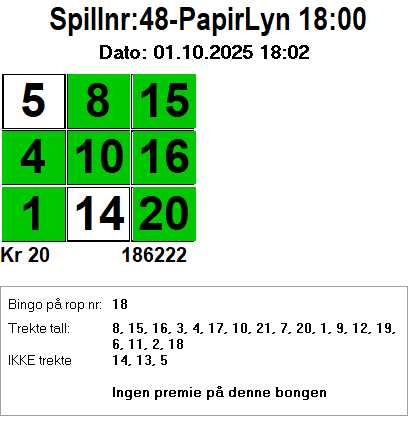 Spillnr:48-PapirLyn 18:00
Dato: 01.10.2025 18:02
5 8 15
4 10 16
1 14 20
Kr 20 186222
Bingo på rop nr: 18
Trekte tall: 8, 15, 16, 3, 4, 17, 10, 21, 7, 20, 1, 9, 12, 19,
6, 11, 2, 18
IKKE trekte 14, 13, 5
Ingen premie på denne bongen